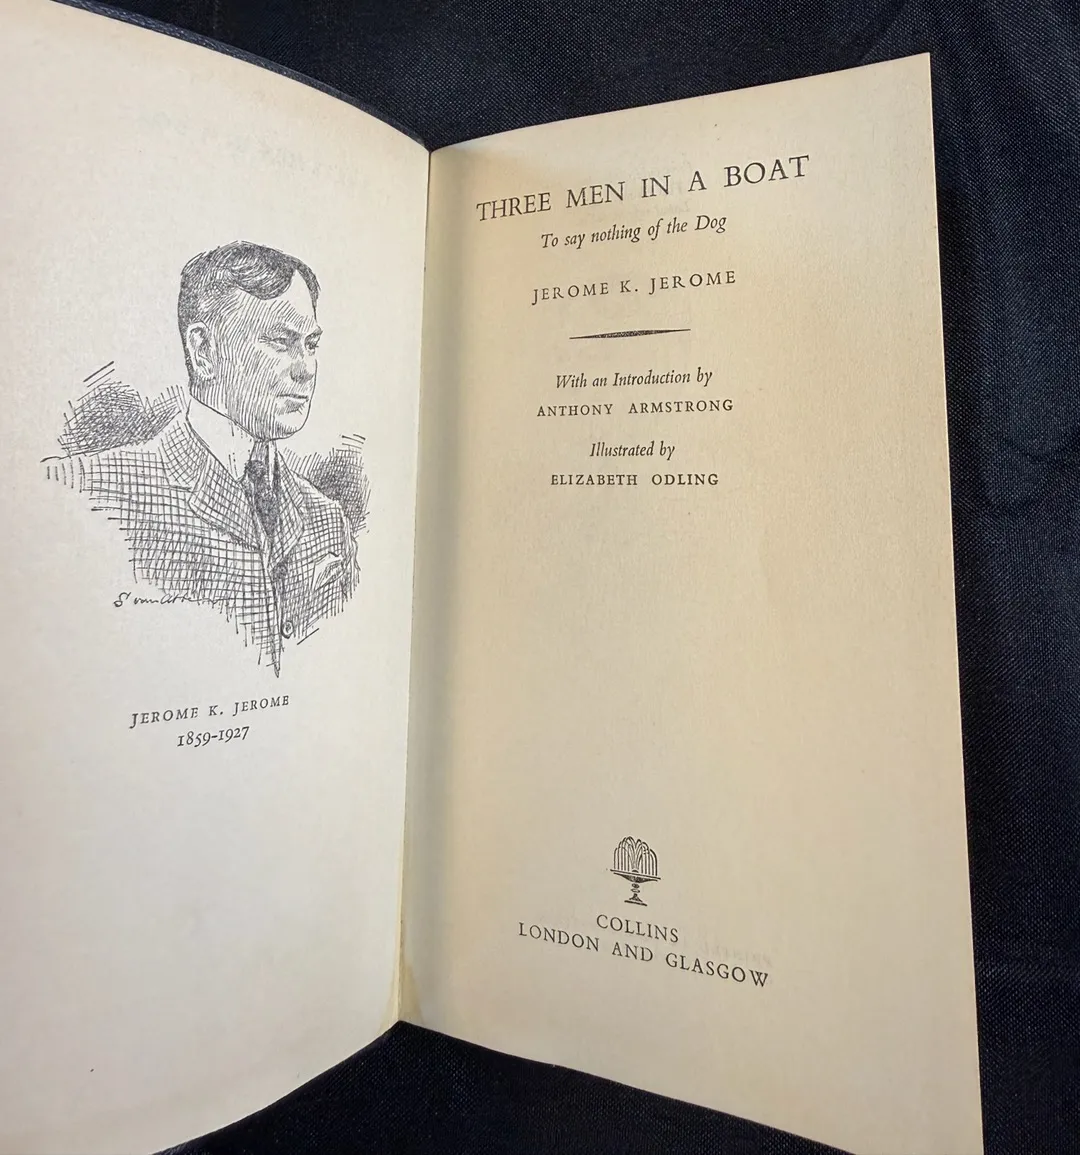 JEROME K. JEROME
1859-1927
THREE MEN IN A BOAT
To say nothing of the Dog
JEROME K. JEROME
With an Introduction by
ANTHONY ARMSTRONG
Illustrated by
ELIZABETH ODLING
COLLINS
LONDON AND GLASGOW